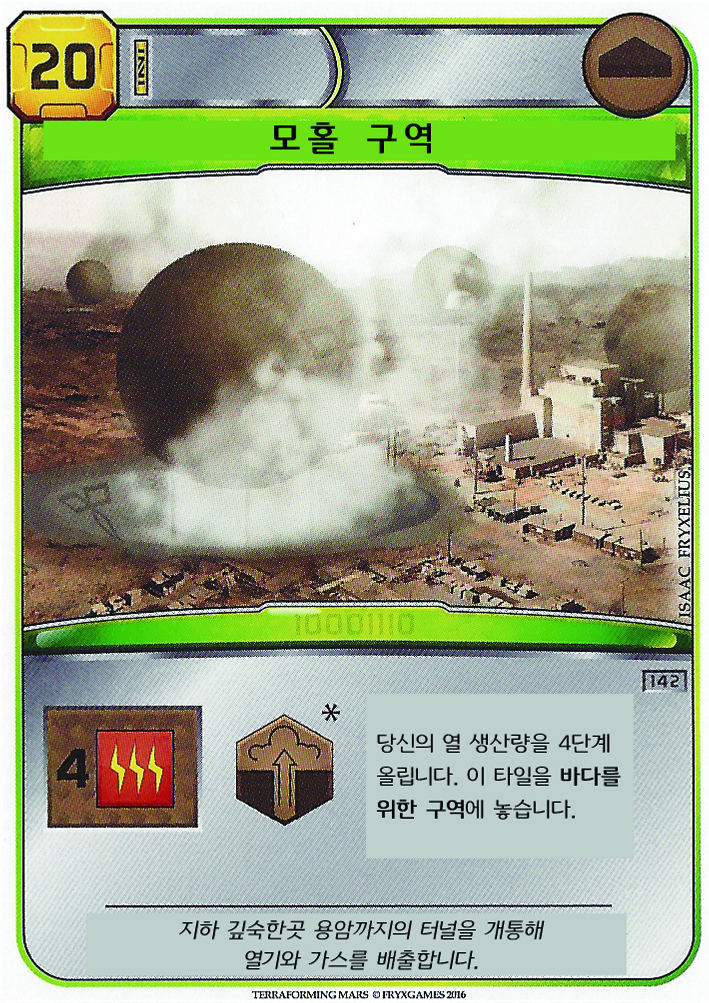 20
INST
모홀 구역
ISAAC FRYXELIUS.
10001110
142
4
*
당신의 열 생산량을 4단계
올립니다. 이 타일을 바다를
위한 구역에 놓습니다.
지하 깊숙한곳 용암까지의 터널을 개통해
열기와 가스를 배출합니다.
TERRAFORMING MARS © FRYXGAMES 2016